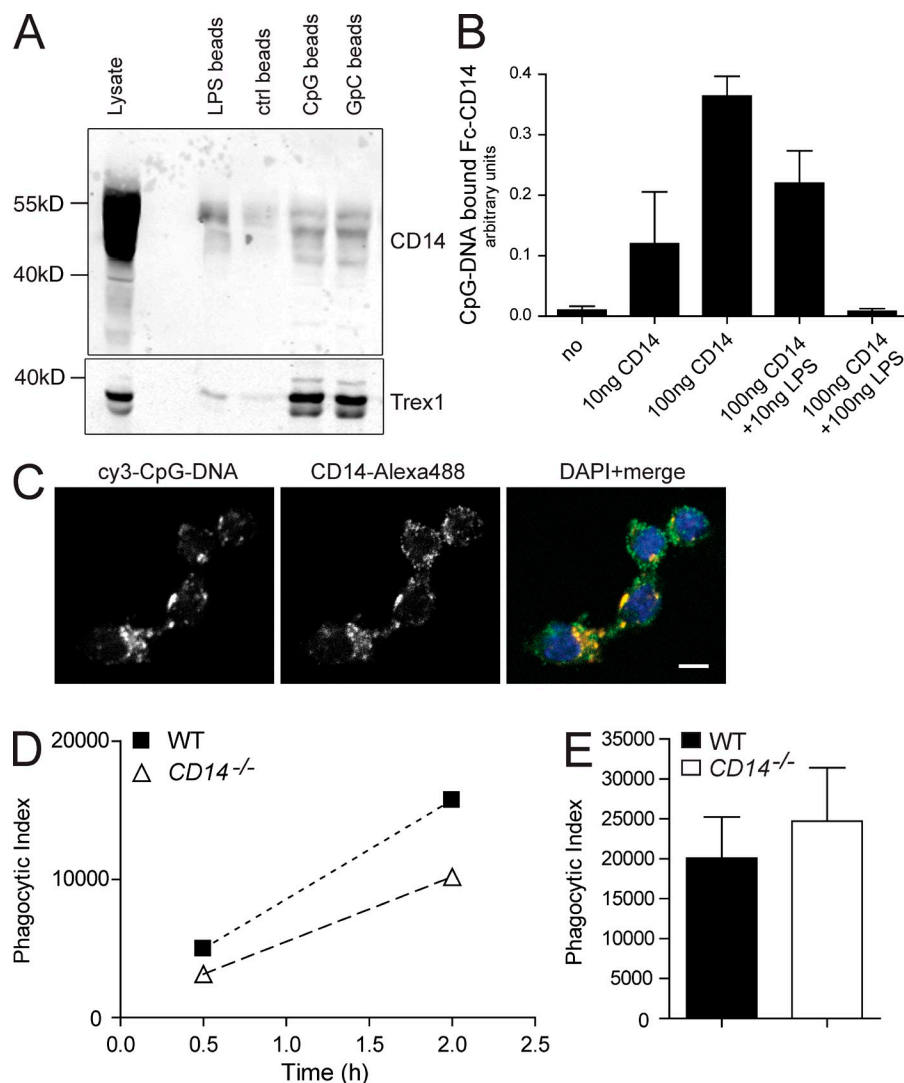 A
Lysate
LPS beads
ctrl beads
CpG beads
GpC beads
55kD
40kD
CD14
40kD
Trex1
B
CpG-DNA bound Fc-CD14
arbitrary units
0.4
0.3
0.2
0.1
0.0
no
10ng CD14
100ng CD14
100ng CD14
+10ng LPS
100ng CD14
+100ng LPS
C
cy3-CpG-DNA
CD14-Alexa488
DAPI+merge
D
WT
CD14-/-
Phagocytic Index
20000
10000
0
0.0 0.5 1.0 1.5 2.0 2.5
Time (h)
E
WT
CD14-/-
Phagocytic Index
35000
30000
25000
20000
15000
10000
5000
0